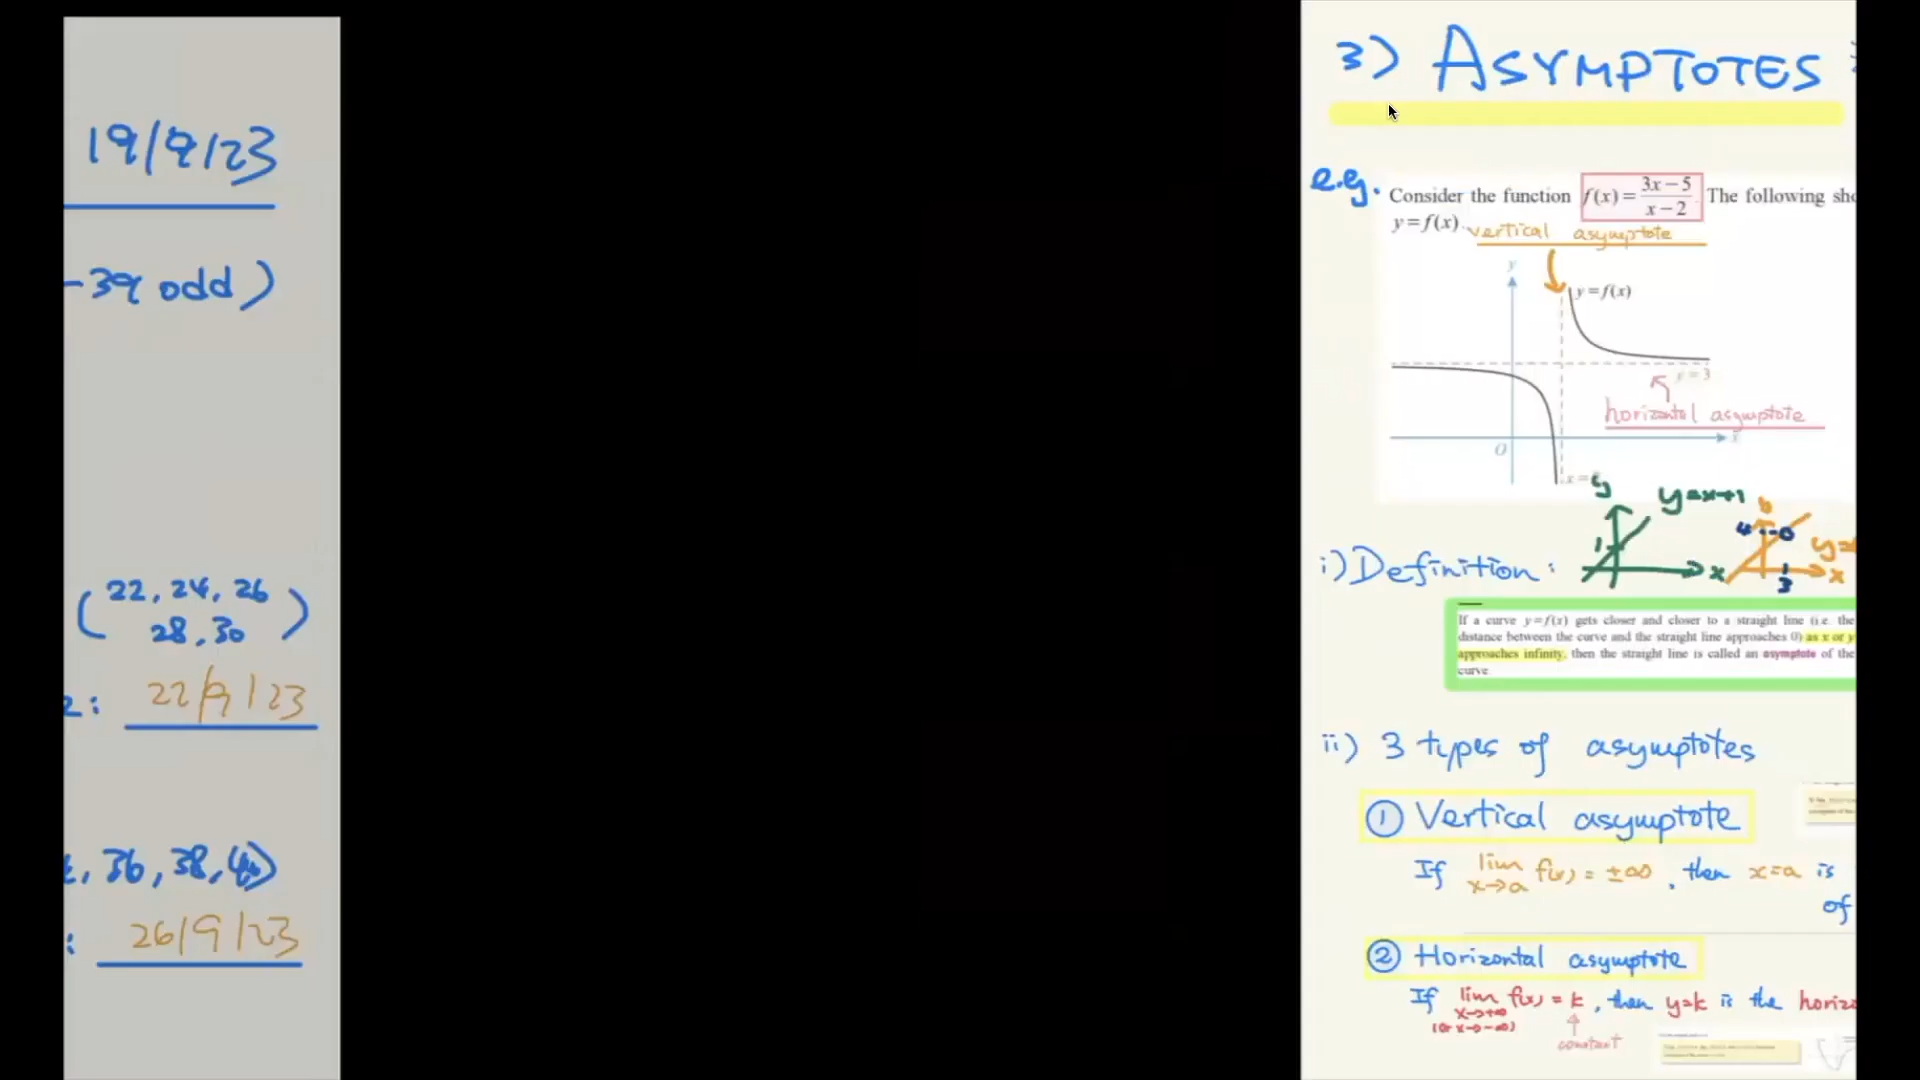 19/9/23
-39 odd)
(22, 24, 26
28, 30)
: 22/9/23
, 36, 38, 40)
: 26/9/23
3) ASYMPTOTES
e.g. Consider the function f(x) = (3x − 5)/(x − 2) The following
y = f(x).
vertical asymptote
y
y = f(x)
y = 3
horizontal asymptote
O
x
x =
y
y = x+1
1
x
4
y=
x
3
i) Definition:
If a curve y = f(x) gets closer and closer to a straight line (i.e. the
distance between the curve and the straight line approaches 0) as x or y
approaches infinity, then the straight line is called an asymptote of the
curve.
ii) 3 types of asymptotes
① Vertical asymptote
If lim x→a f(x) = ±∞, then x=a is
of
② Horizontal asymptote
If lim x→+∞ f(x) = k, then y=k is the
(or x→-∞)
constant